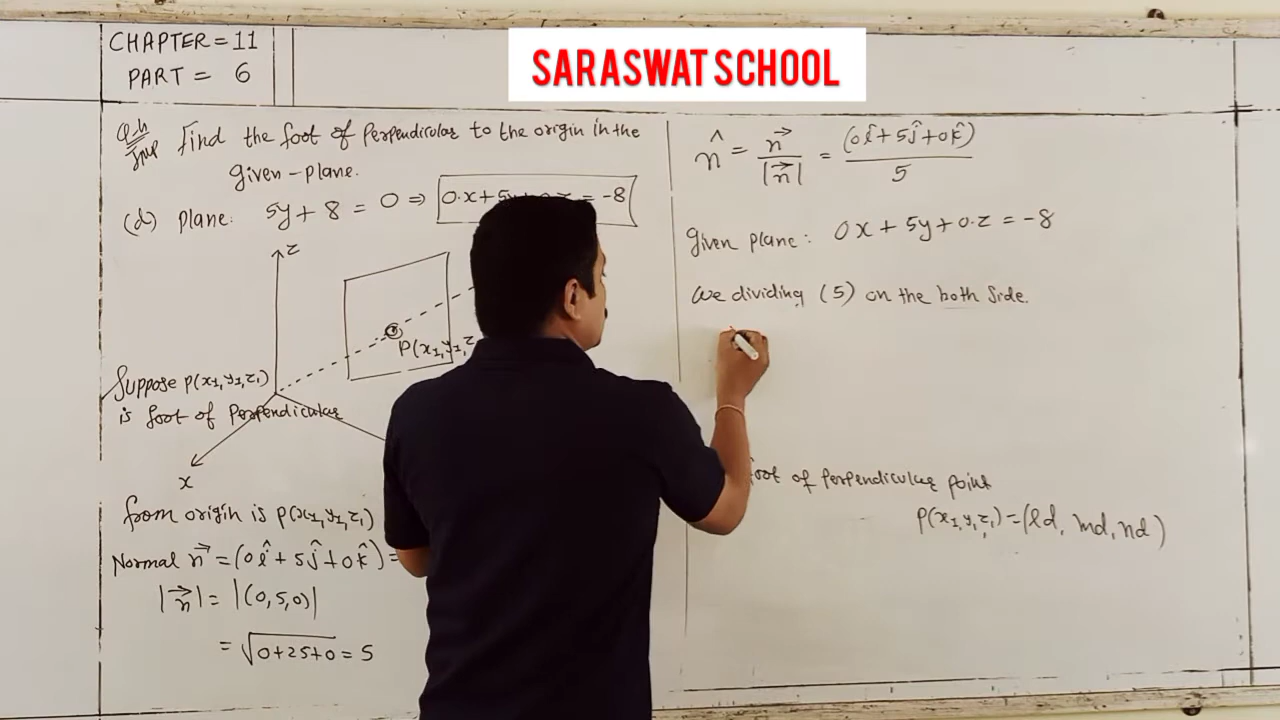 CHAPTER = 11
PART = 6
SARASWAT SCHOOL
Q.4 Imp Find the foot of perpendicular to the origin in the
given-plane.
(d) plane: 5y + 8 = 0 ⇒ 0.x + 5y + 0.z = -8
z
P(x₁, y₁, z
Suppose P(x₁, y₁, z₁)
is foot of perpendicular
x
from origin is P(x₁, y₁, z₁)
Normal n⃗ = (0î + 5ĵ + 0k̂) =
|n⃗| = |(0, 5, 0)|
= √0+25+0 = 5
n̂ = n⃗/|n⃗| = (0î + 5ĵ + 0k̂)/5
Given plane: 0x + 5y + 0.z = -8
we dividing (5) on the both side.
foot of perpendicular point
P(x₁, y₁, z₁) = (ld, md, nd)